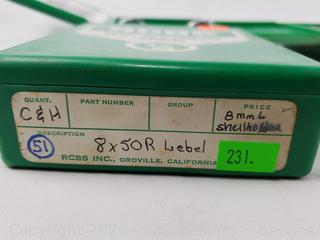 QUANT. PART NUMBER GROUP PRICE
C&H 8mm L
shellholder
DESCRIPTION
51 8x50R Lebel
RCBS INC., OROVILLE, CALIFORNIA
231.